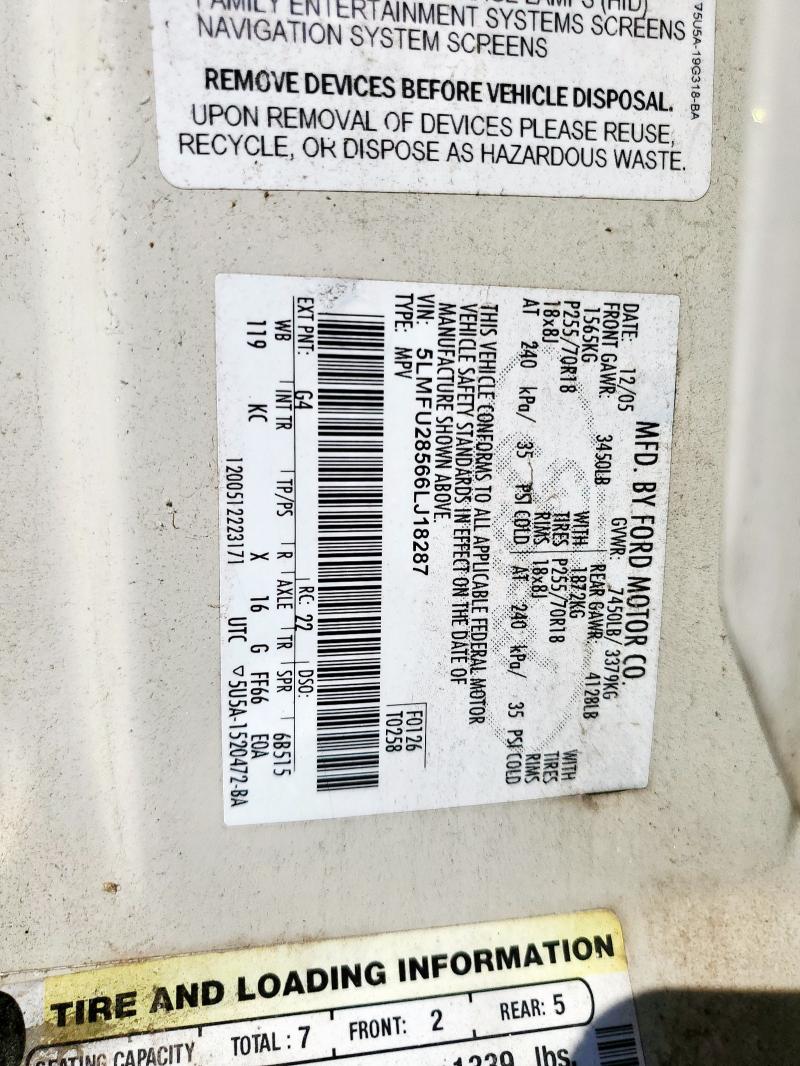 FAMILY ENTERTAINMENT SYSTEMS SCREENS
NAVIGATION SYSTEM SCREENS
REMOVE DEVICES BEFORE VEHICLE DISPOSAL.
UPON REMOVAL OF DEVICES PLEASE REUSE,
RECYCLE, OR DISPOSE AS HAZARDOUS WASTE.
75U5A-19G318-BA
MFD. BY FORD MOTOR CO.
DATE: 12/05 GVWR: 7450LB/ 3379KG
FRONT GAWR: 3450LB REAR GAWR: 4128LB
1565KG WITH 1872KG WITH
P255/70R18 TIRES P255/70R18 TIRES
18x8J RIMS 18x8J RIMS
AT 240 kPa/ 35 PSI COLD AT 240 kPa/ 35 PSI COLD
THIS VEHICLE CONFORMS TO ALL APPLICABLE FEDERAL MOTOR
VEHICLE SAFETY STANDARDS IN EFFECT ON THE DATE OF
MANUFACTURE SHOWN ABOVE.
VIN: 5LMFU28566LJ18287 F0126
TYPE: MPV T0258
EXT PNT: G4 RC: 22 DSO:
WB INT TR TP/PS R AXLE TR SPR 6B515
119 KC X 16 G FF66 EOA
1200512223171 UTC ▽5U5A-1520472-BA
TIRE AND LOADING INFORMATION
SEATING CAPACITY TOTAL: 7 FRONT: 2 REAR: 5
lbs.